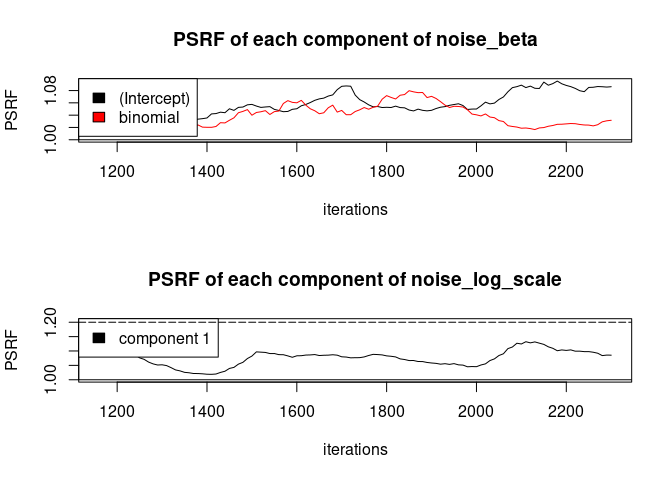 PSRF of each component of noise_beta
PSRF
1.08
1.00
(Intercept)
binomial
1200 1400 1600 1800 2000 2200
iterations
PSRF of each component of noise_log_scale
PSRF
1.20
1.00
component 1
1200 1400 1600 1800 2000 2200
iterations